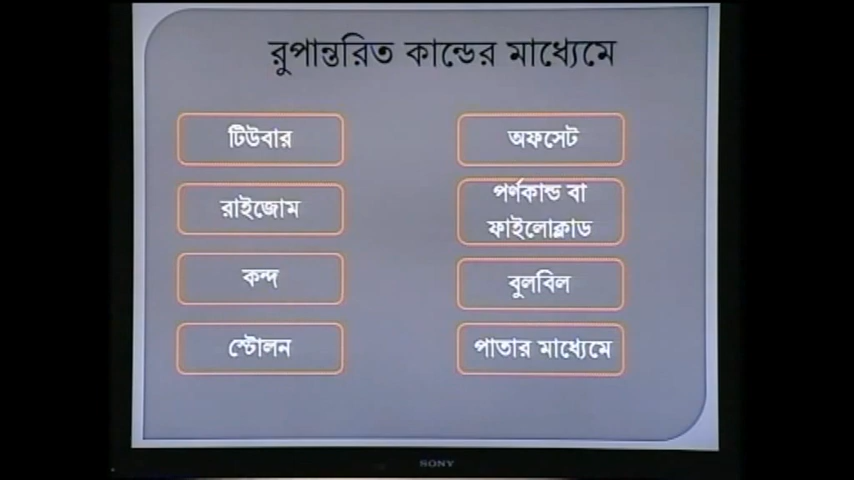 রুপান্তরিত কান্ডের মাধ্যেমে
টিউবার
রাইজোম
কন্দ
স্টোলন
অফসেট
পর্ণকান্ড বা
ফাইলোক্লাড
বুলবিল
পাতার মাধ্যেমে
SONY